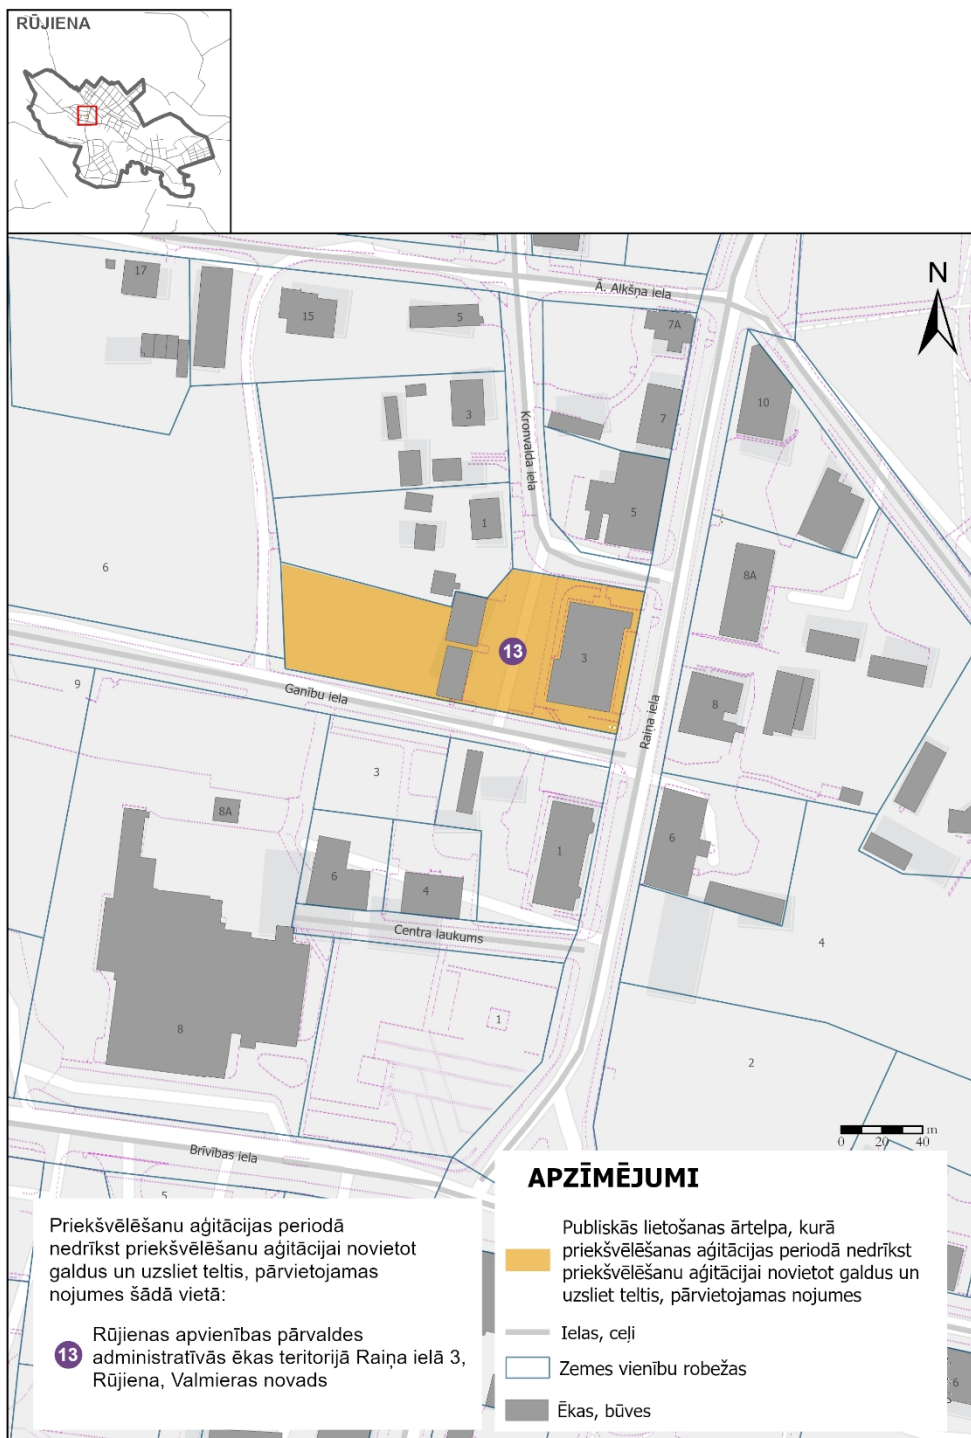 RŪJIENA
N
Ā. Alkšņa iela
17
15
5
7A
7
10
3
Kronvalda iela
5
1
8A
6
13
3
9
Ganību iela
Raiņa iela
8
3
8A
1
6
6
4
Centra laukums
4
1
8
2
m
0 20 40
Brīvības iela
5
6
Priekšvēlēšanu aģitācijas periodā
nedrīkst priekšvēlēšanu aģitācijai novietot
galdus un uzsliet teltis, pārvietojamas
nojumes šādā vietā:
13 Rūjienas apvienības pārvaldes
administratīvās ēkas teritorijā Raiņa ielā 3,
Rūjiena, Valmieras novads
APZĪMĒJUMI
Publiskās lietošanas ārtelpa, kurā
priekšvēlēšanas aģitācijas periodā nedrīkst
priekšvēlēšanu aģitācijai novietot galdus un
uzsliet teltis, pārvietojamas nojumes
Ielas, ceļi
Zemes vienību robežas
Ēkas, būves